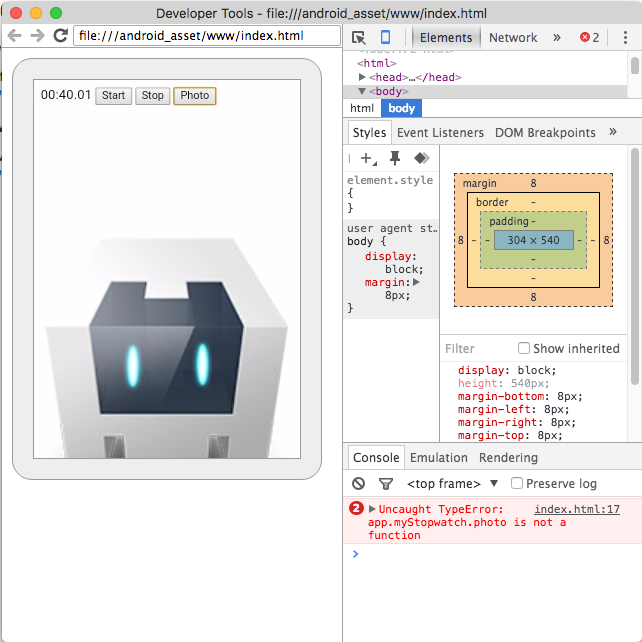 Developer Tools - file:///android_asset/www/index.html
file:///android_asset/www/index.html
Elements Network » 2
00:40.01 Start Stop Photo
<html>
<head>…</head>
<body>
html body
Styles Event Listeners DOM Breakpoints »
element.style
{
}
user agent st…
body {
display:
block;
margin:
8px;
}
margin 8
border -
padding -
8 - - 304 × 540 - - 8
-
-
8
Filter Show inherited
display: block;
height: 540px;
margin-bottom: 8px;
margin-left: 8px;
margin-right: 8px;
margin-top: 8px;
Console Emulation Rendering
<top frame> ▼ Preserve log
2 Uncaught TypeError: index.html:17
app.myStopwatch.photo is not a
function
>